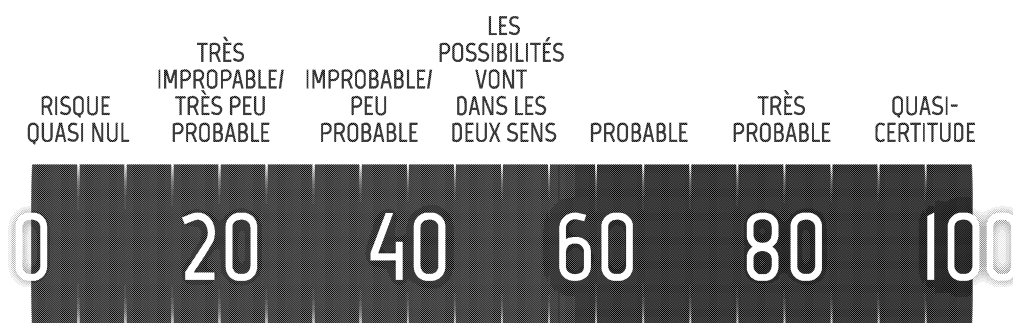 RISQUE
QUASI NUL
TRÈS
IMPROPABLE/
TRÈS PEU
PROBABLE
IMPROBABLE/
PEU
PROBABLE
LES
POSSIBILITÉS
VONT
DANS LES
DEUX SENS
PROBABLE
TRÈS
PROBABLE
QUASI-
CERTITUDE
0 20 40 60 80 100